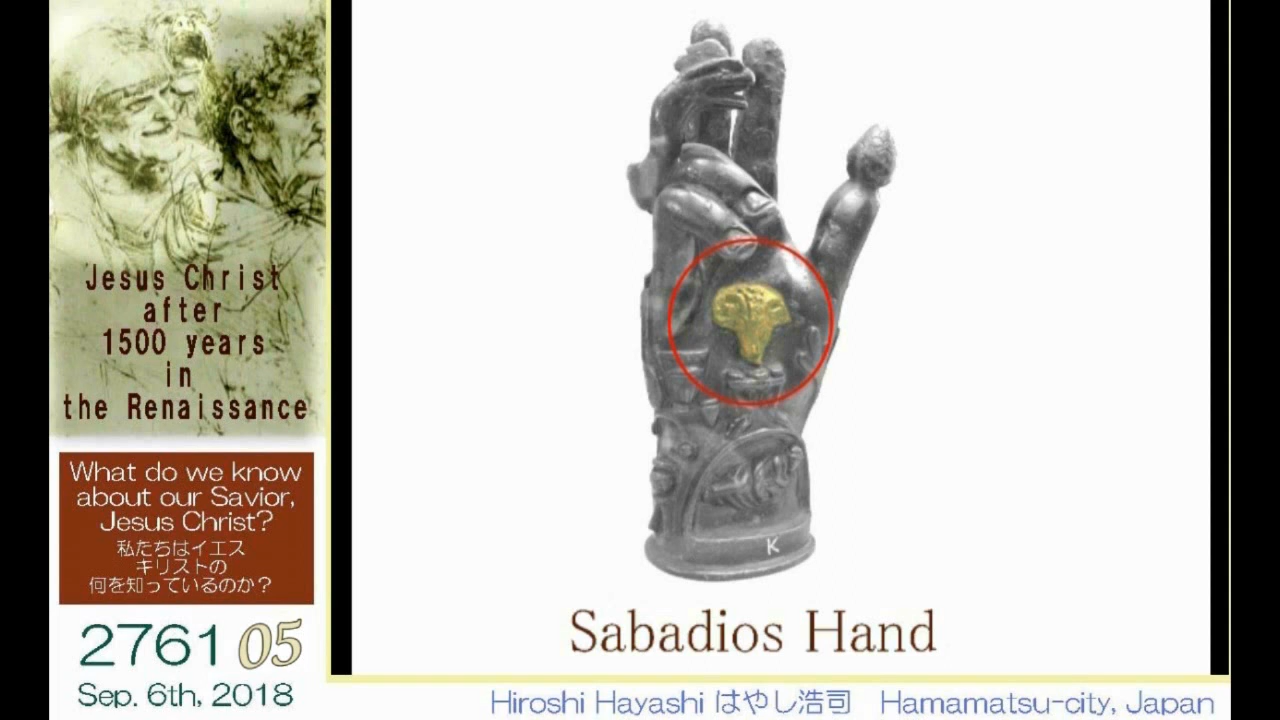 Jesus Christ
after
1500 years
in
the Renaissance
What do we know
about our Savior,
Jesus Christ?
私たちはイエス
キリストの
何を知っているのか?
2761 05
Sep. 6th, 2018
K
Sabadios Hand
Hiroshi Hayashi はやし浩司 Hamamatsu-city, Japan